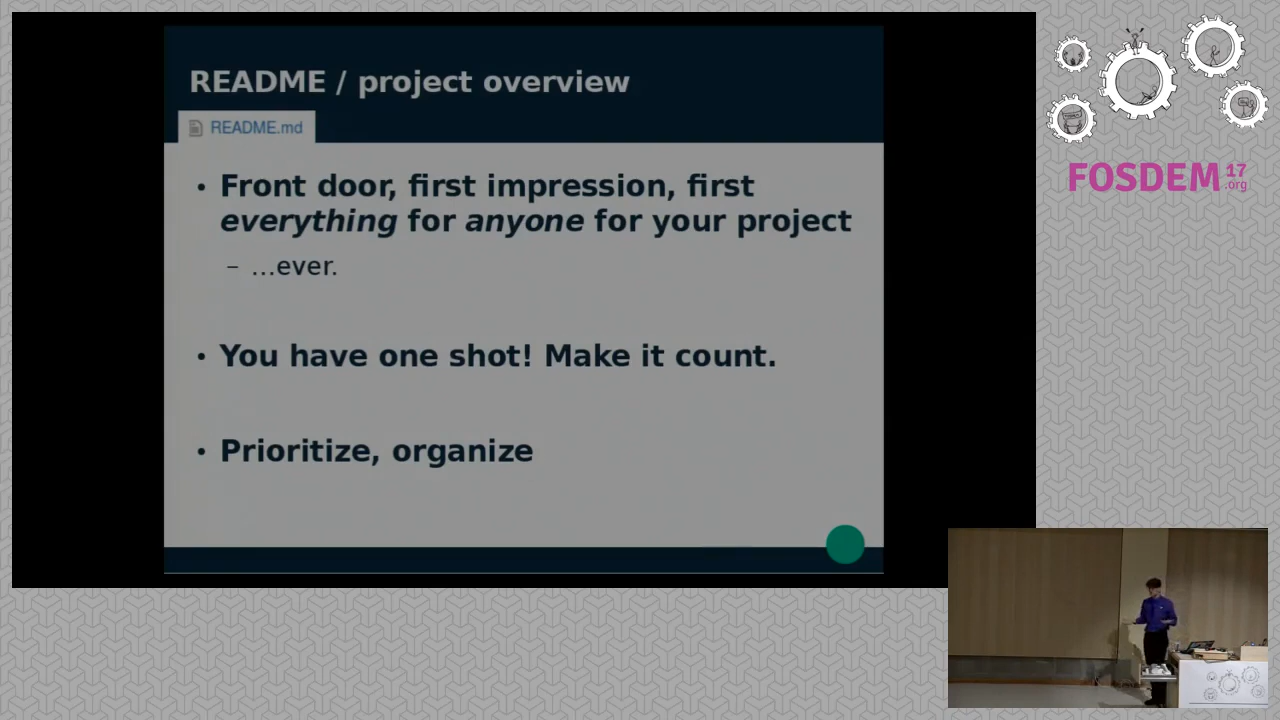 README / project overview
README.md
• Front door, first impression, first
everything for anyone for your project
– ...ever.
• You have one shot! Make it count.
• Prioritize, organize
FOSDEM 17
.org